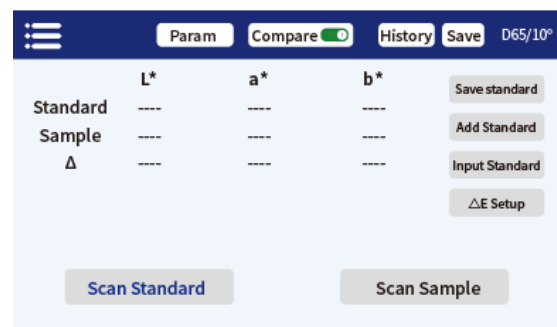 Param Compare History Save D65/10°
L* a* b*
Save standard
Standard ---- ---- ----
Add Standard
Sample ---- ---- ----
Δ ---- ---- ----
Input Standard
△E Setup
Scan Standard Scan Sample